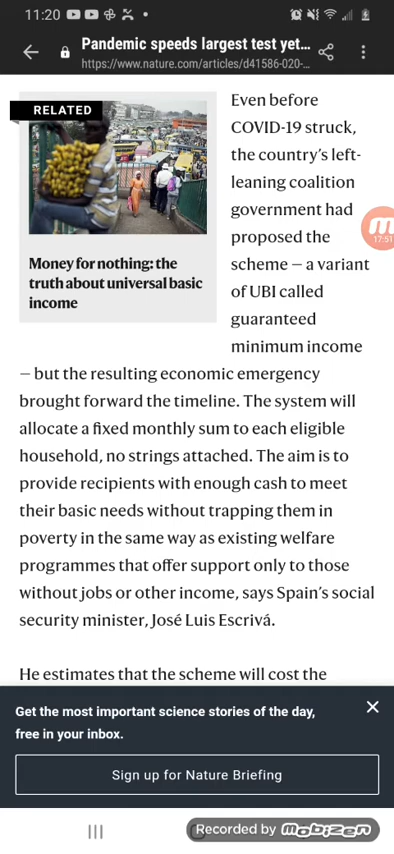 11:20
Pandemic speeds largest test yet...
https://www.nature.com/articles/d41586-020-...
RELATED
Money for nothing: the
truth about universal basic
income
Even before
COVID-19 struck,
the country's left-
leaning coalition
government had
proposed the
scheme — a variant
of UBI called
guaranteed
minimum income
— but the resulting economic emergency
brought forward the timeline. The system will
allocate a fixed monthly sum to each eligible
household, no strings attached. The aim is to
provide recipients with enough cash to meet
their basic needs without trapping them in
poverty in the same way as existing welfare
programmes that offer support only to those
without jobs or other income, says Spain's social
security minister, José Luis Escrivá.
He estimates that the scheme will cost the
m
17:51
Get the most important science stories of the day,
free in your inbox.
Sign up for Nature Briefing
Recorded by mobizen